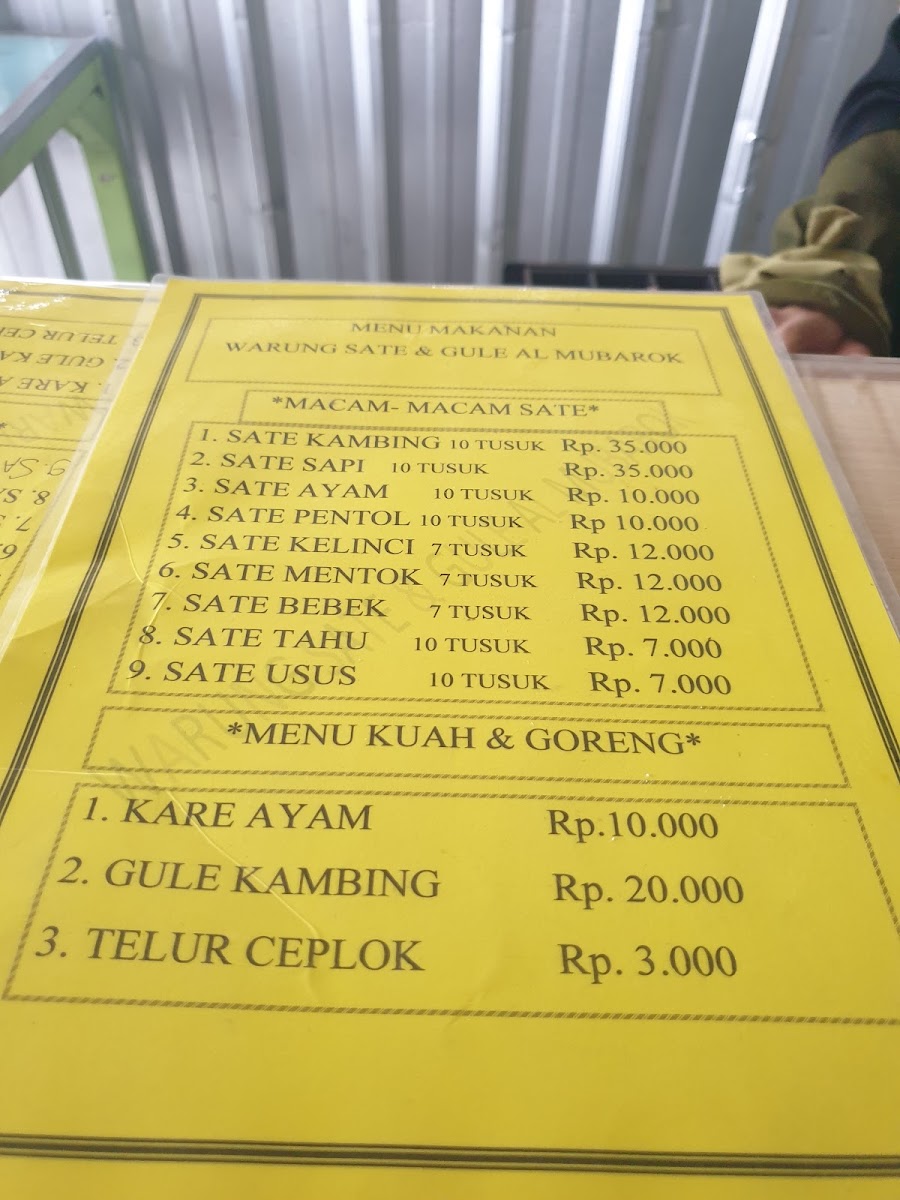 MENU MAKANAN
WARUNG SATE & GULE AL MUBAROK
*MACAM- MACAM SATE*
1. SATE KAMBING 10 TUSUK Rp. 35.000
2. SATE SAPI 10 TUSUK Rp. 35.000
3. SATE AYAM 10 TUSUK Rp. 10.000
4. SATE PENTOL 10 TUSUK Rp 10.000
5. SATE KELINCI 7 TUSUK Rp. 12.000
6. SATE MENTOK 7 TUSUK Rp. 12.000
7. SATE BEBEK 7 TUSUK Rp. 12.000
8. SATE TAHU 10 TUSUK Rp. 7.000
9. SATE USUS 10 TUSUK Rp. 7.000
*MENU KUAH & GORENG*
1. KARE AYAM Rp.10.000
2. GULE KAMBING Rp. 20.000
3. TELUR CEPLOK Rp. 3.000
TELUR
GULE
1. KARE